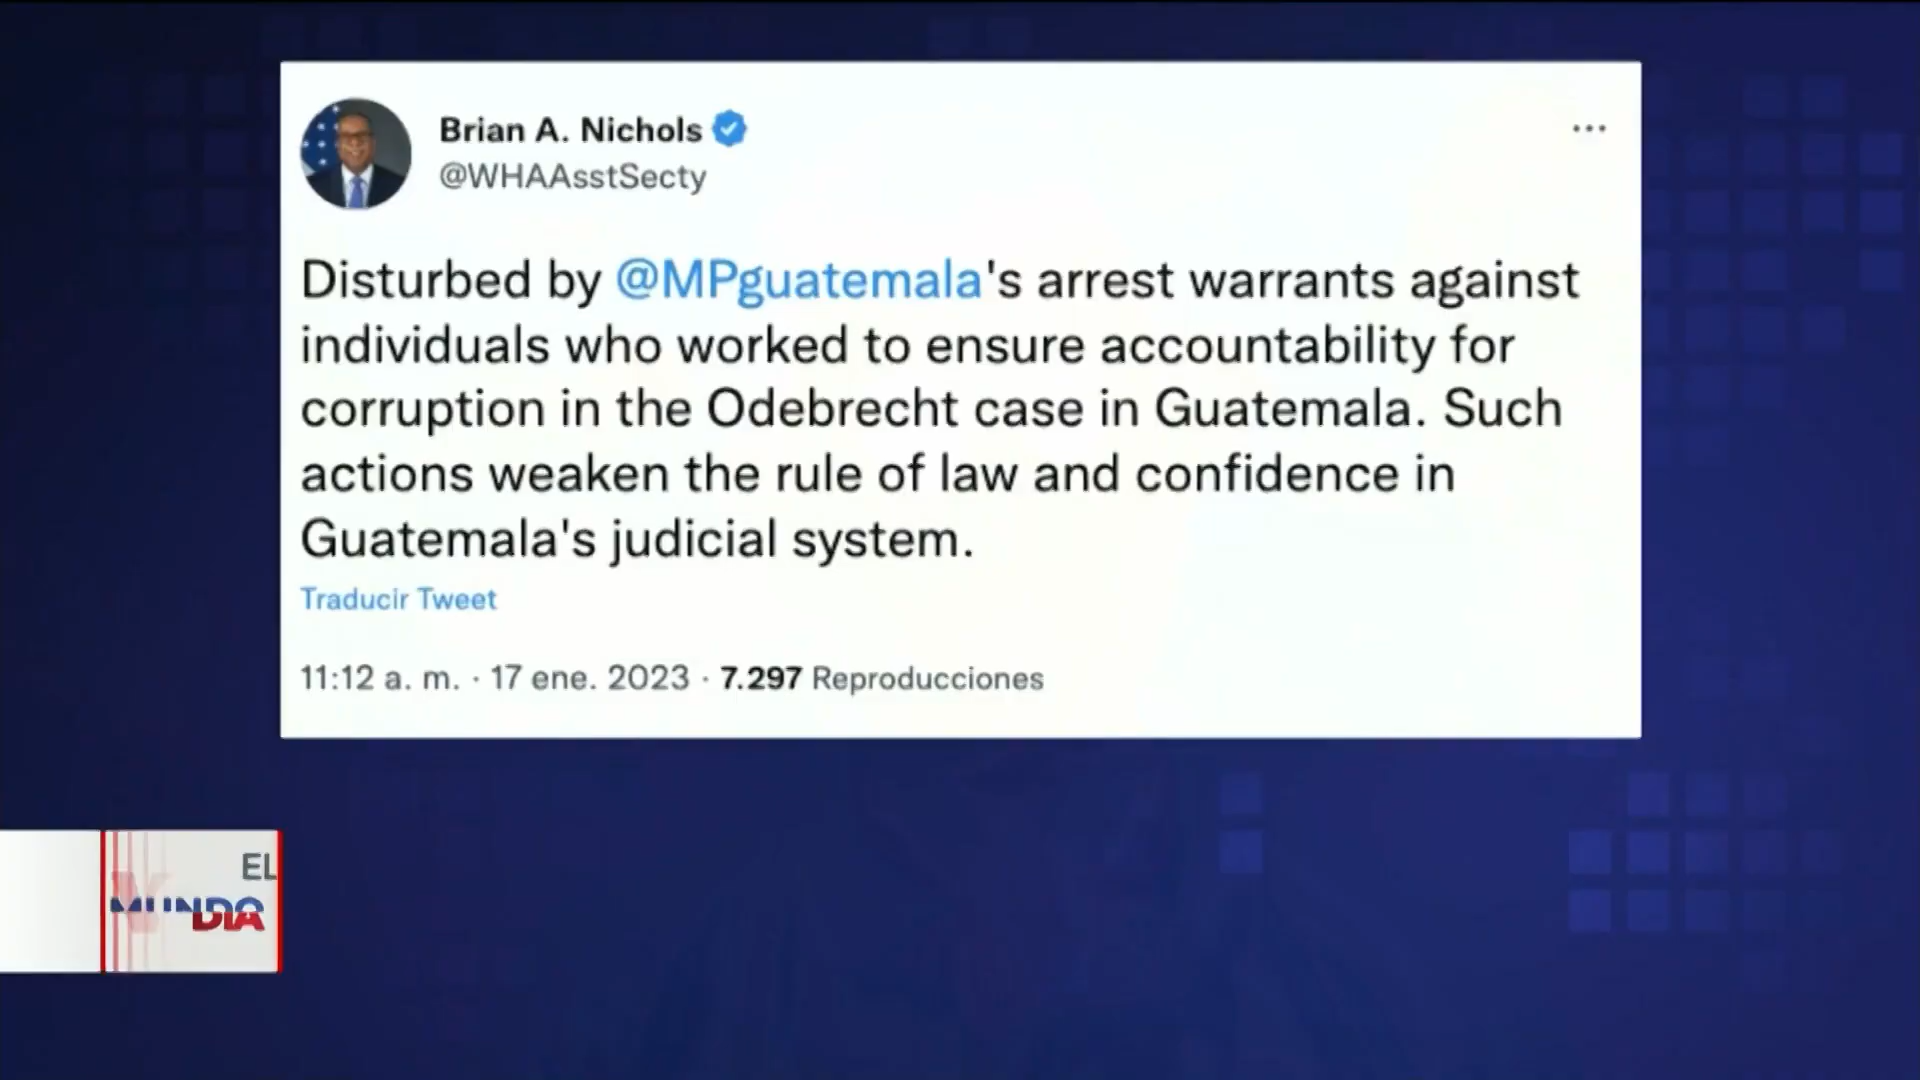 Brian A. Nichols
@WHAAsstSecty
Disturbed by @MPguatemala's arrest warrants against
individuals who worked to ensure accountability for
corruption in the Odebrecht case in Guatemala. Such
actions weaken the rule of law and confidence in
Guatemala's judicial system.
Traducir Tweet
11:12 a. m. · 17 ene. 2023 · 7.297 Reproducciones
EL